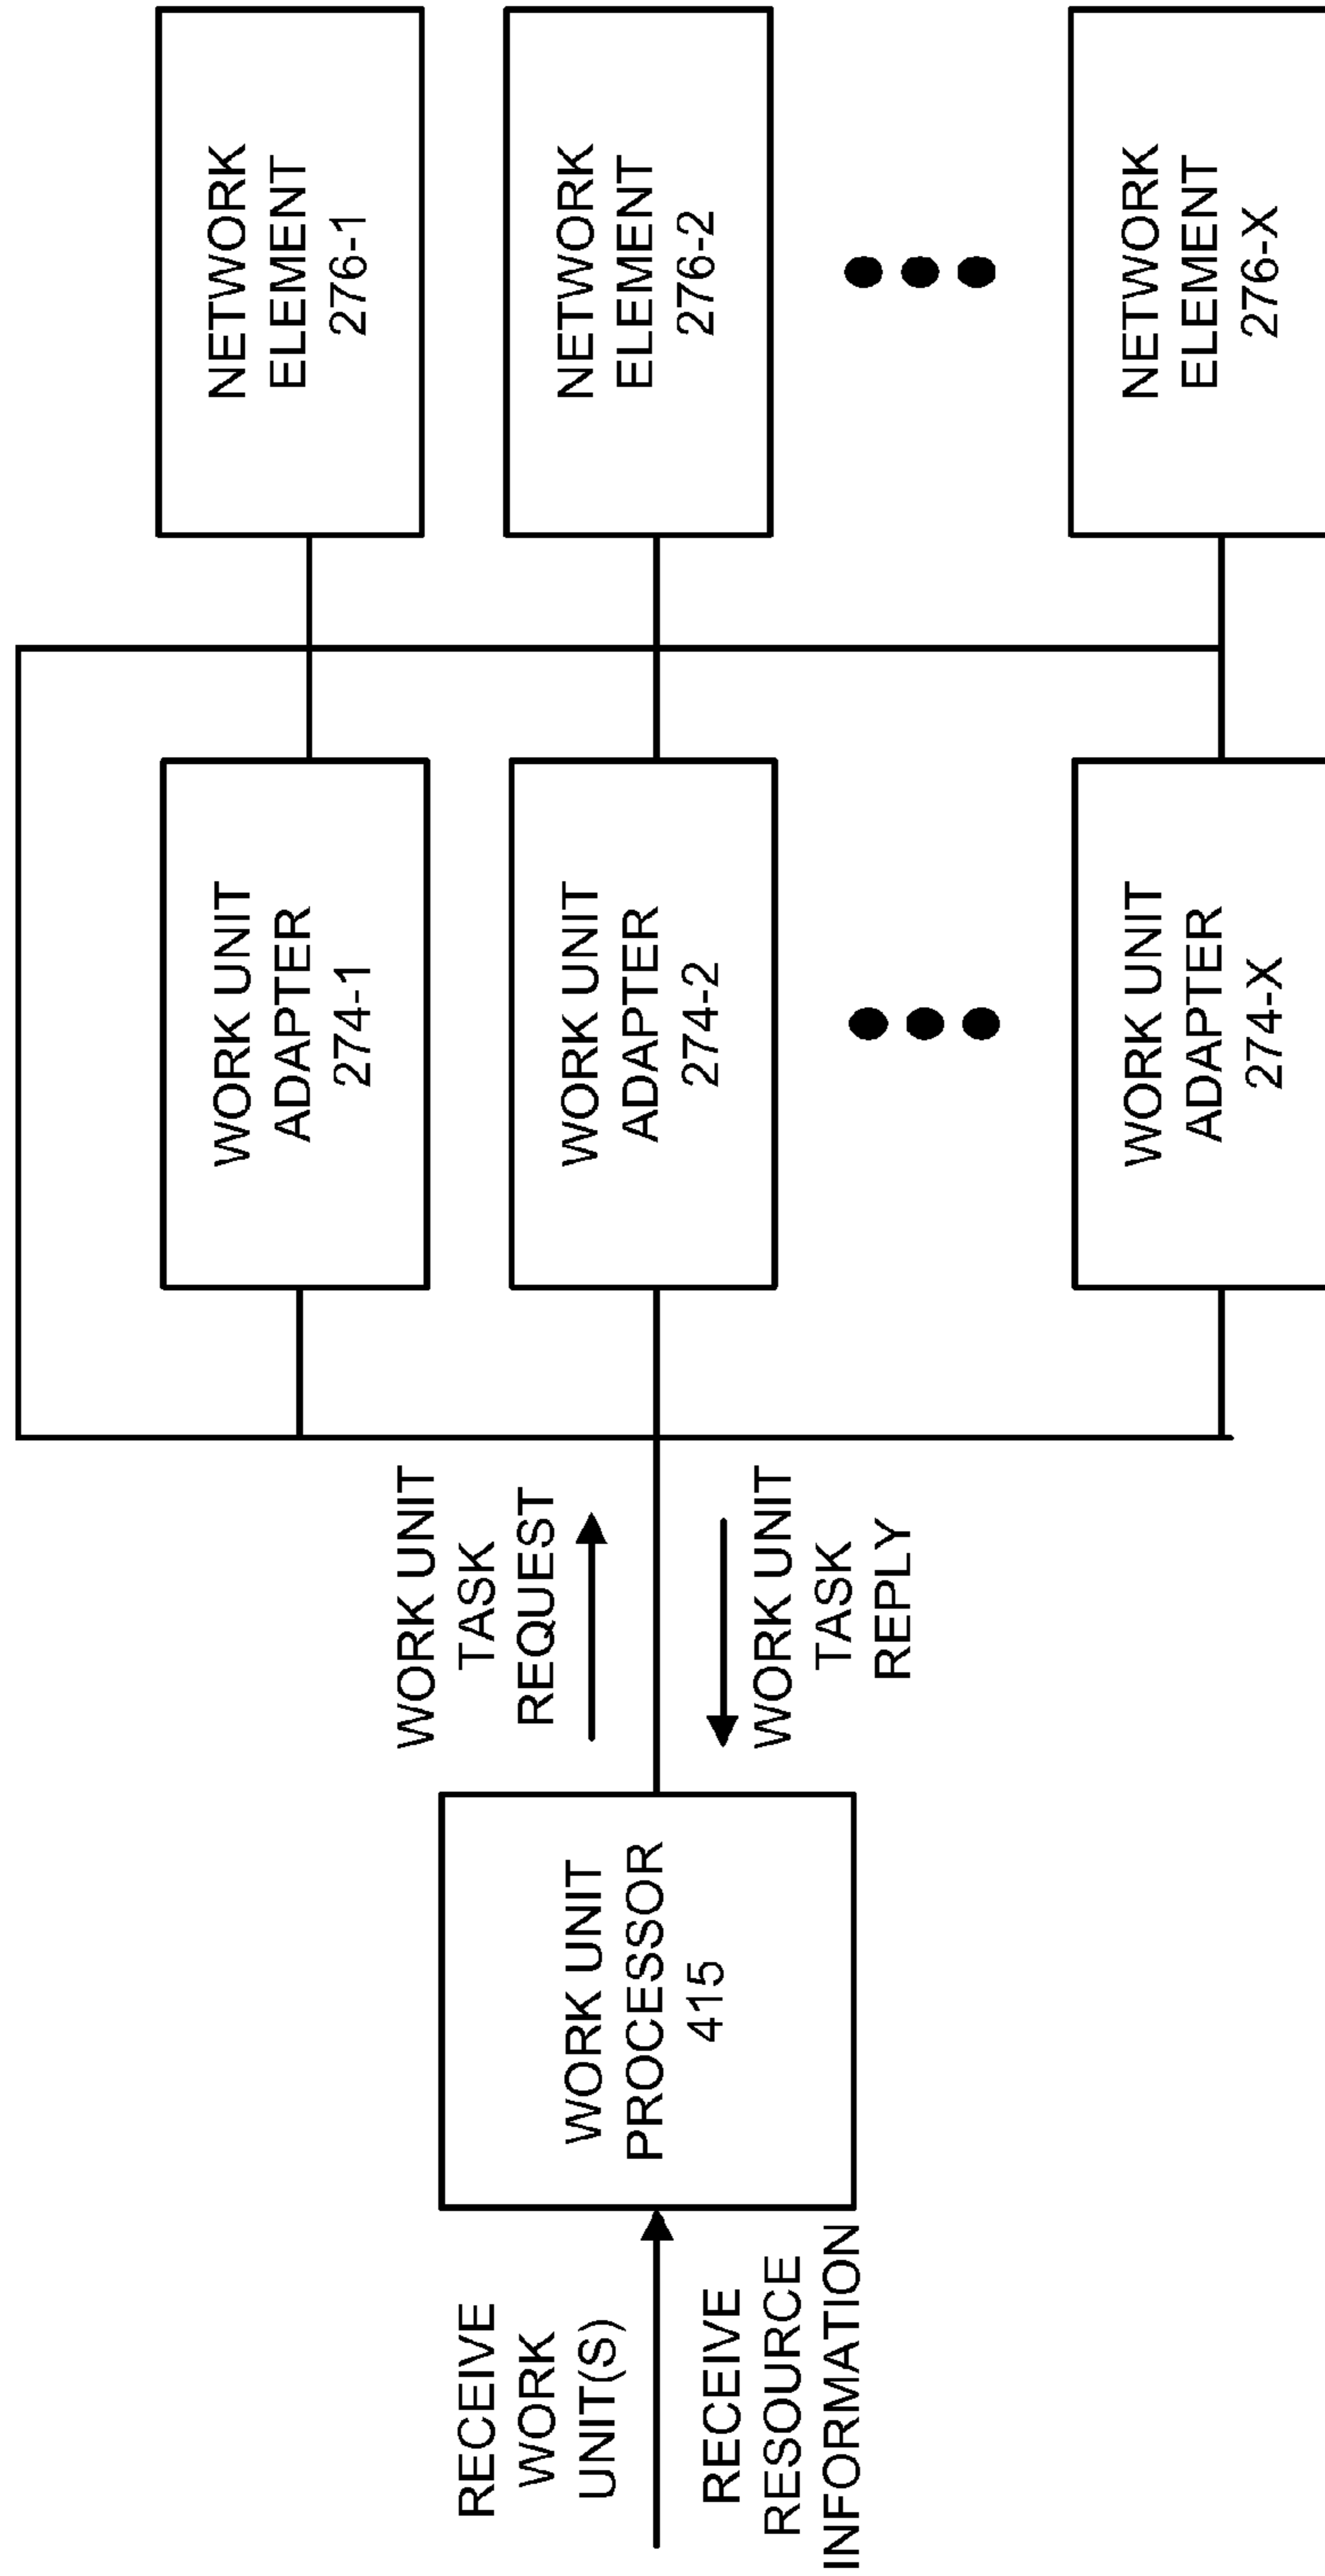 RECEIVE
WORK
UNIT(S)
RECEIVE
RESOURCE
INFORMATION
WORK UNIT
PROCESSOR
415
WORK UNIT
TASK
REQUEST
WORK UNIT
TASK
REPLY
WORK UNIT
ADAPTER
274-1
WORK UNIT
ADAPTER
274-2
WORK UNIT
ADAPTER
274-X
NETWORK
ELEMENT
276-1
NETWORK
ELEMENT
276-2
NETWORK
ELEMENT
276-X